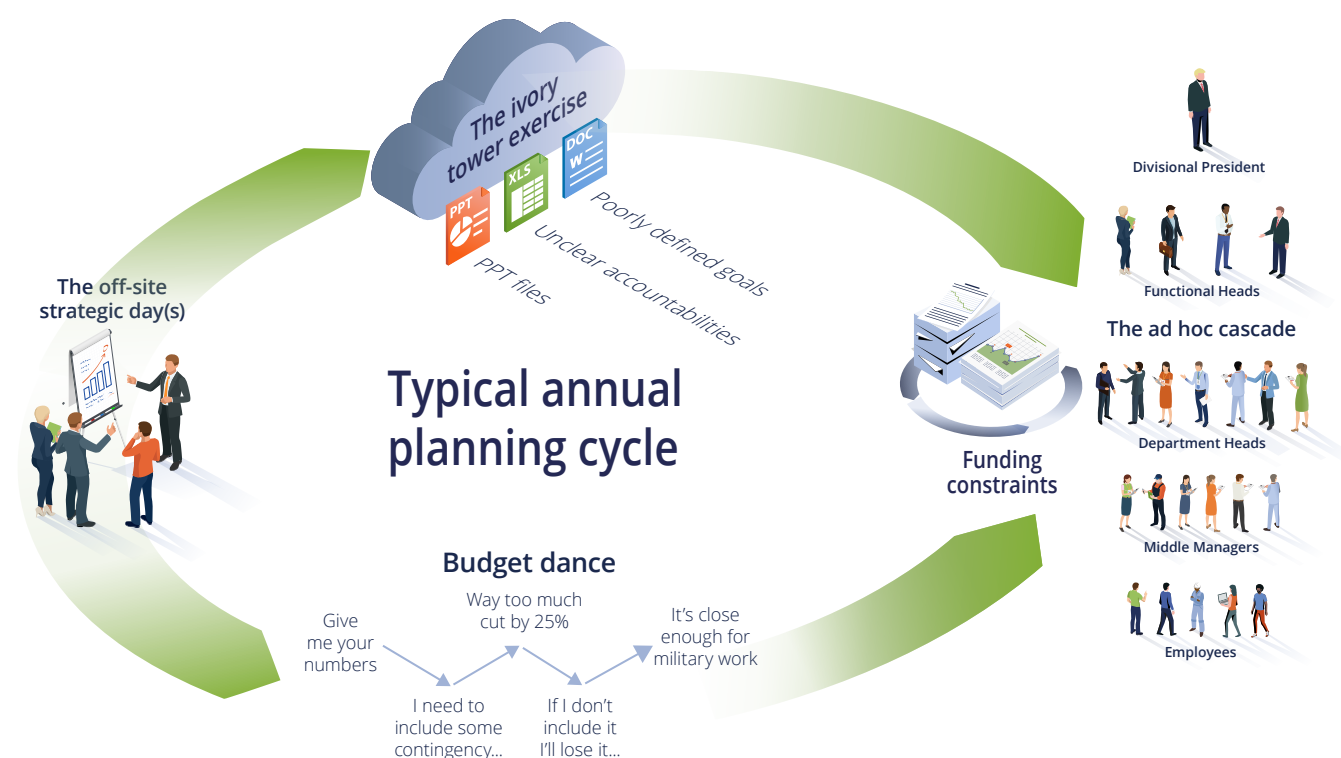 The ivory
tower exercise
PPT
XLS
DOC
W
PPT files
Unclear accountabilities
Poorly defined goals
The off-site
strategic day(s)
Typical annual
planning cycle
Divisional President
Functional Heads
The ad hoc cascade
Department Heads
Middle Managers
Employees
Funding
constraints
Budget dance
Give
me your
numbers
I need to
include some
contingency...
Way too much
cut by 25%
If I don’t
include it
I’ll lose it...
It’s close
enough for
military work